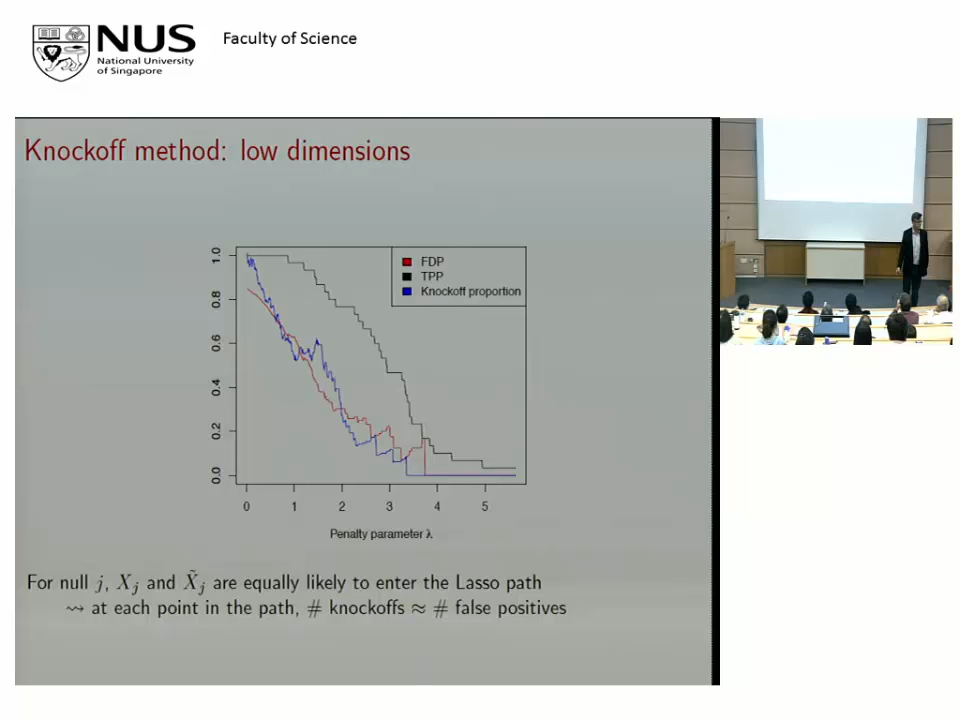 NUS
National University
of Singapore
Faculty of Science
Knockoff method: low dimensions
FDP
TPP
Knockoff proportion
1.0
0.8
0.6
0.4
0.2
0.0
0 1 2 3 4 5
Penalty parameter λ
For null j, X_j and X̃_j are equally likely to enter the Lasso path
⇝ at each point in the path, # knockoffs ≈ # false positives